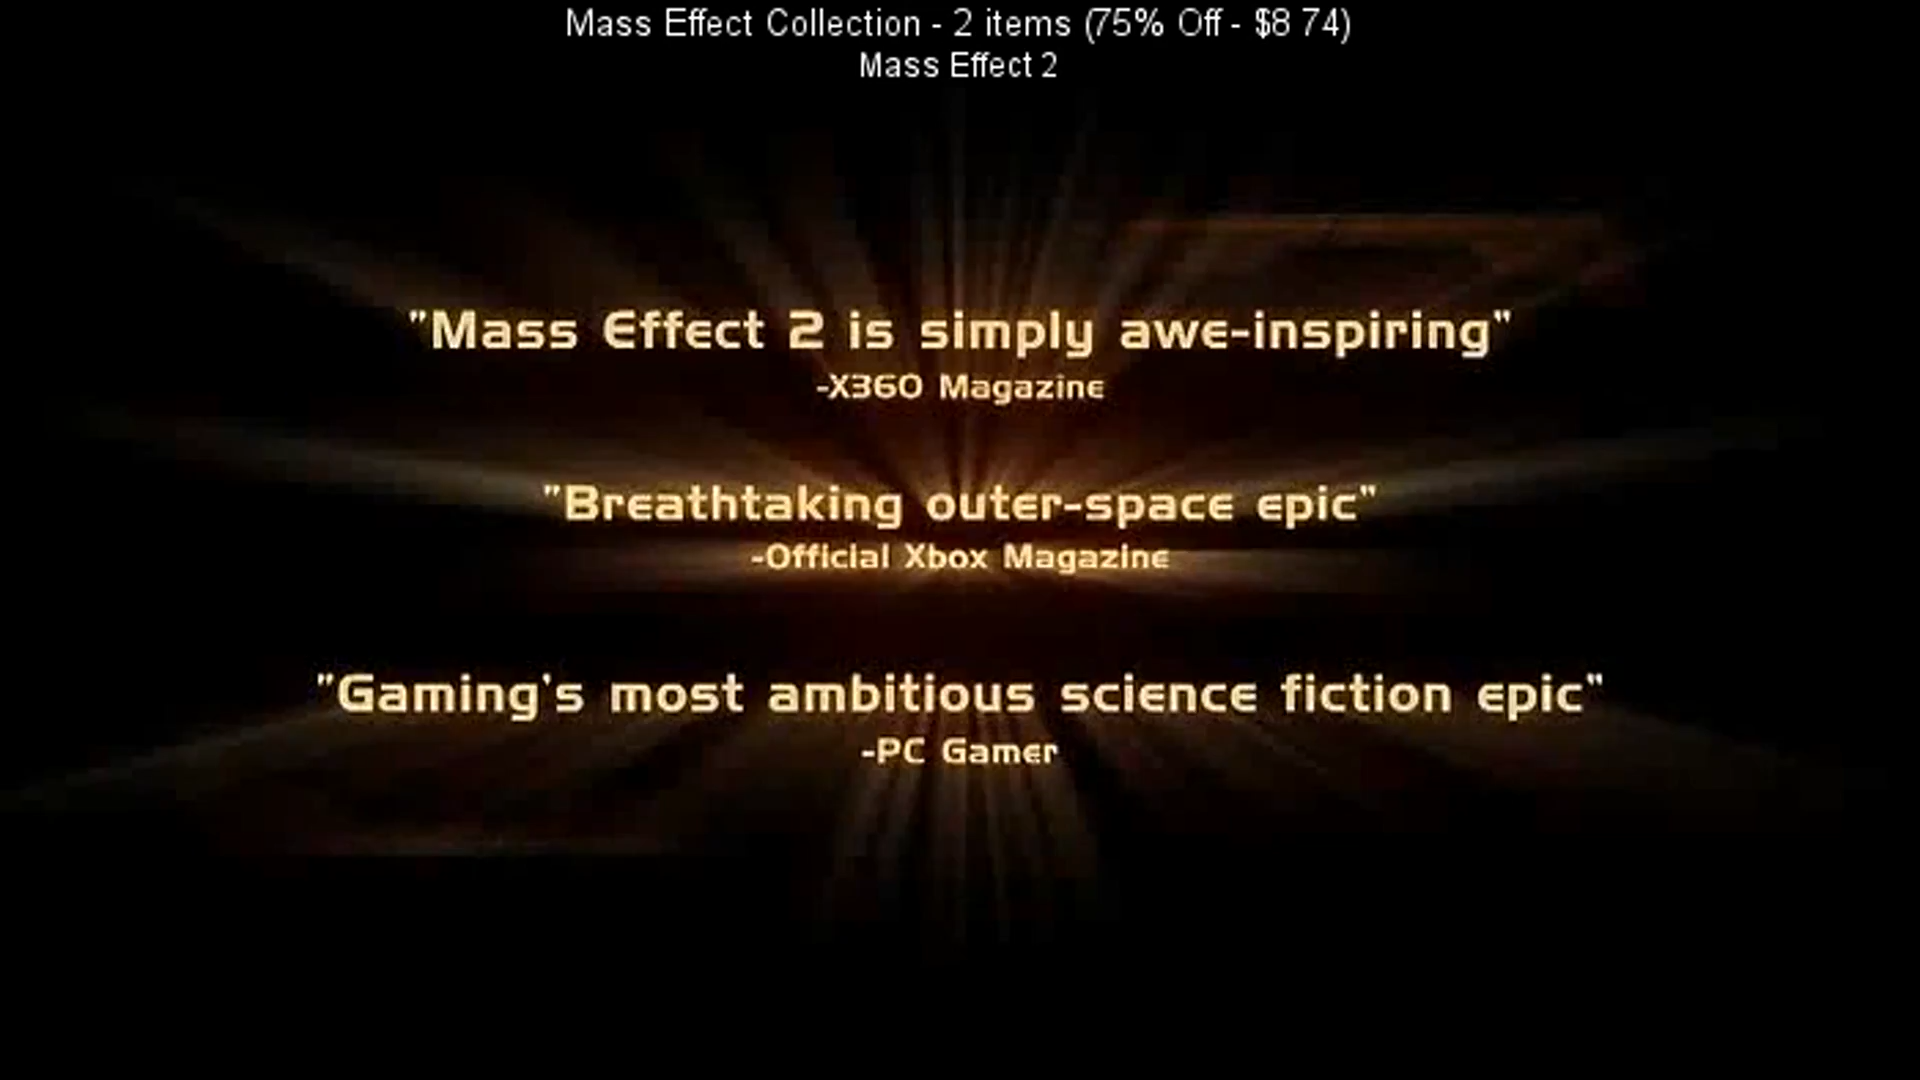 Mass Effect Collection - 2 items (75% Off - $8 74)
Mass Effect 2
"Mass Effect 2 is simply awe-inspiring"
-X360 Magazine
"Breathtaking outer-space epic"
-Official Xbox Magazine
"Gaming's most ambitious science fiction epic"
-PC Gamer